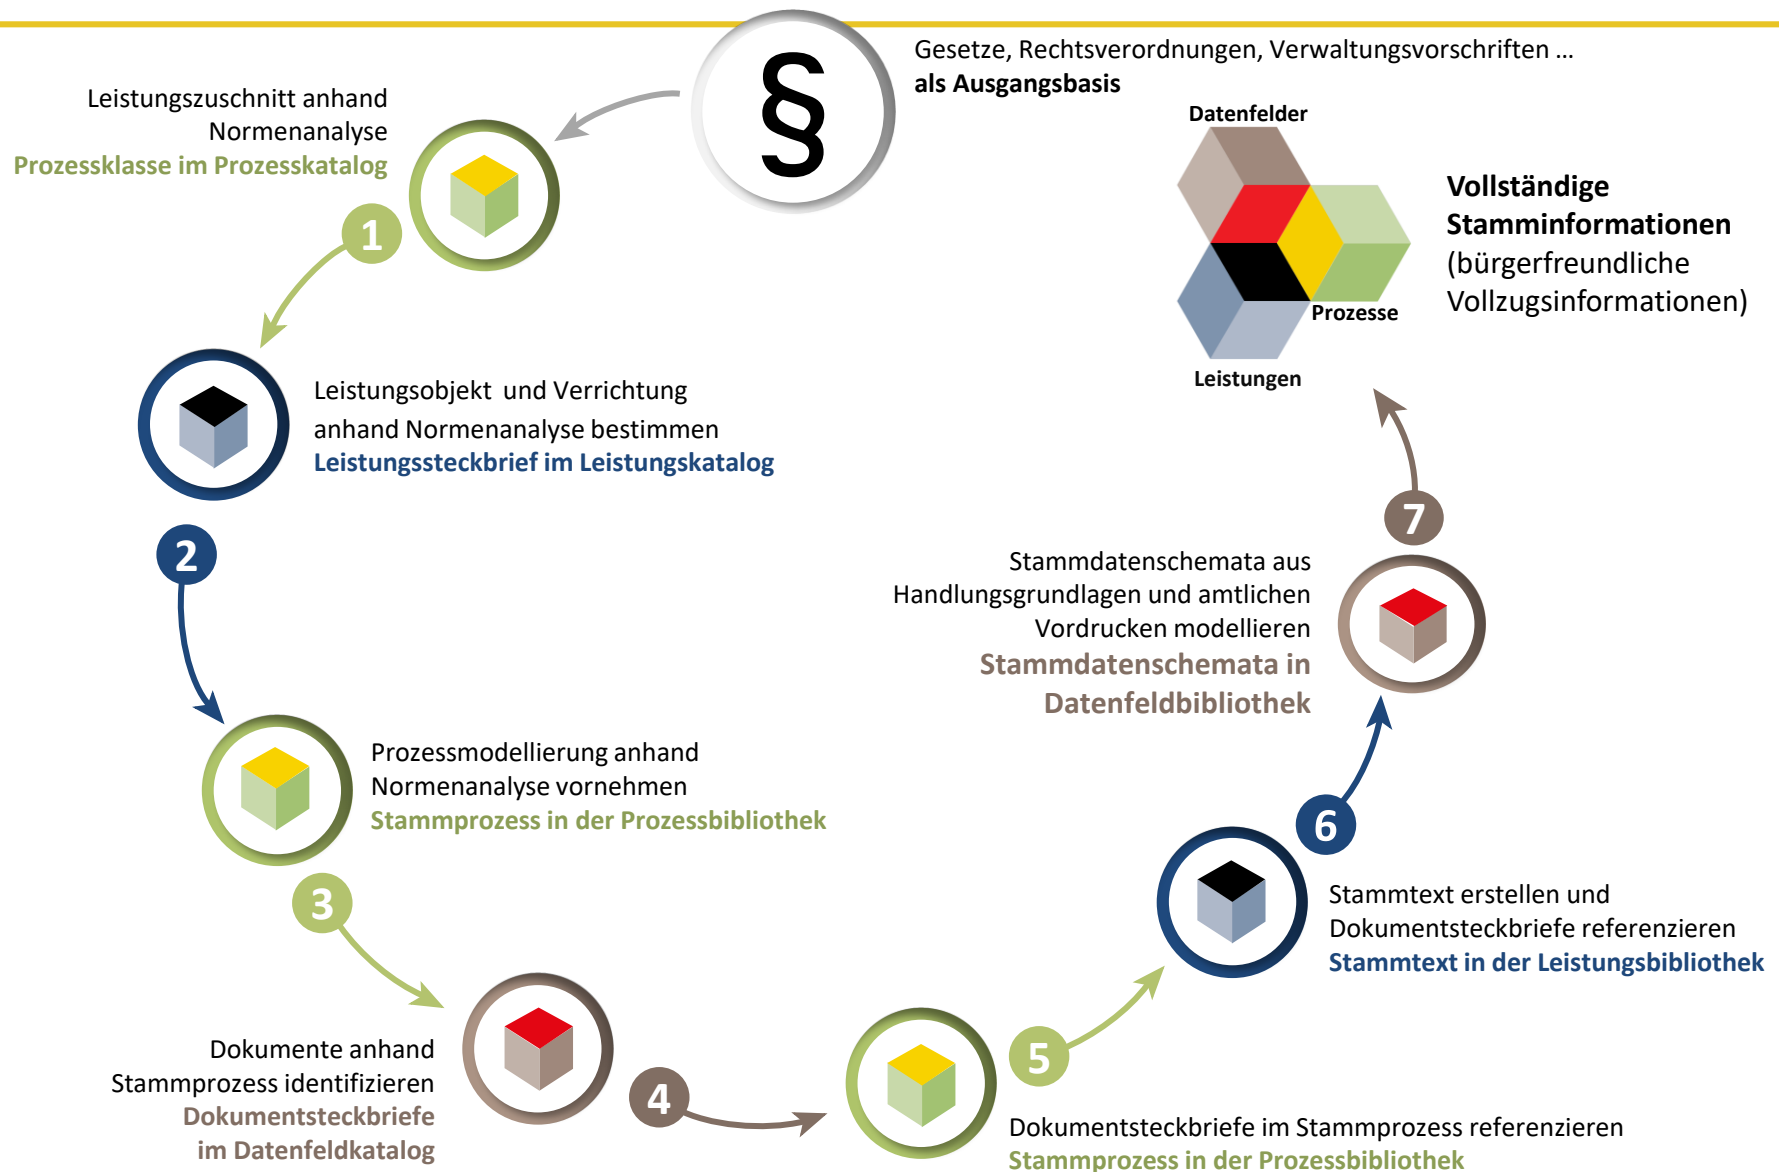 §
Gesetze, Rechtsverordnungen, Verwaltungsvorschriften ...
als Ausgangsbasis
Leistungszuschnitt anhand
Normenanalyse
Prozessklasse im Prozesskatalog
1
Leistungsobjekt und Verrichtung
anhand Normenanalyse bestimmen
Leistungssteckbrief im Leistungskatalog
2
Prozessmodellierung anhand
Normenanalyse vornehmen
Stammprozess in der Prozessbibliothek
3
Dokumente anhand
Stammprozess identifizieren
Dokumentsteckbriefe
im Datenfeldkatalog
4
Dokumentsteckbriefe im Stammprozess referenzieren
Stammprozess in der Prozessbibliothek
5
Stammtext erstellen und
Dokumentsteckbriefe referenzieren
Stammtext in der Leistungsbibliothek
6
Stammdatenschemata aus
Handlungsgrundlagen und amtlichen
Vordrucken modellieren
Stammdatenschemata in
Datenfeldbibliothek
7
Datenfelder
Prozesse
Leistungen
Vollständige
Stamminformationen
(bürgerfreundliche
Vollzugsinformationen)